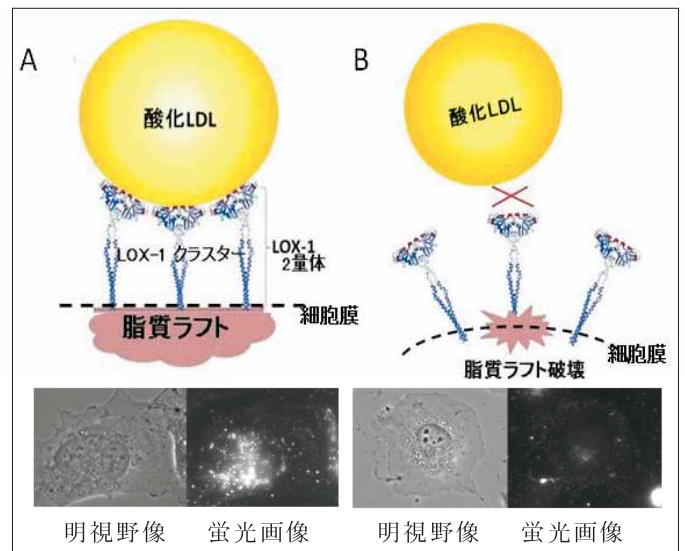 A
酸化LDL
LOX-1 クラスター
LOX-1
2量体
細胞膜
脂質ラフト
明視野像 蛍光画像
B
酸化LDL
細胞膜
脂質ラフト破壊
明視野像 蛍光画像